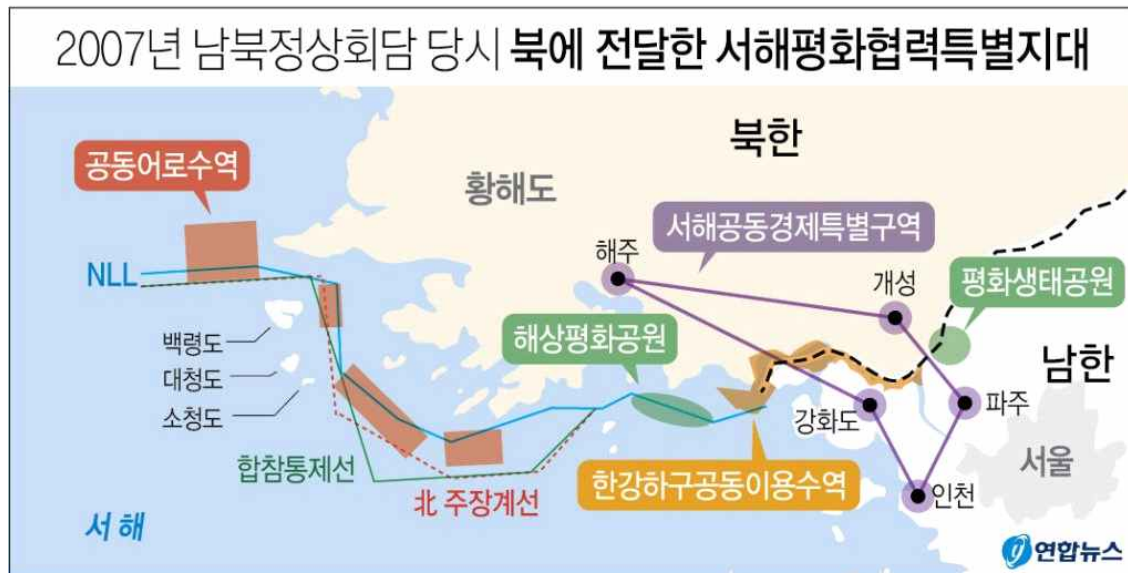 2007년 남북정상회담 당시 북에 전달한 서해평화협력특별지대
북한
공동어로수역
황해도
서해공동경제특별구역
해주
NLL
개성
평화생태공원
백령도
해상평화공원
대청도
남한
소청도
강화도
파주
합참통제선
서울
한강하구공동이용수역
北 주장계선
인천
서해
y 연합뉴스